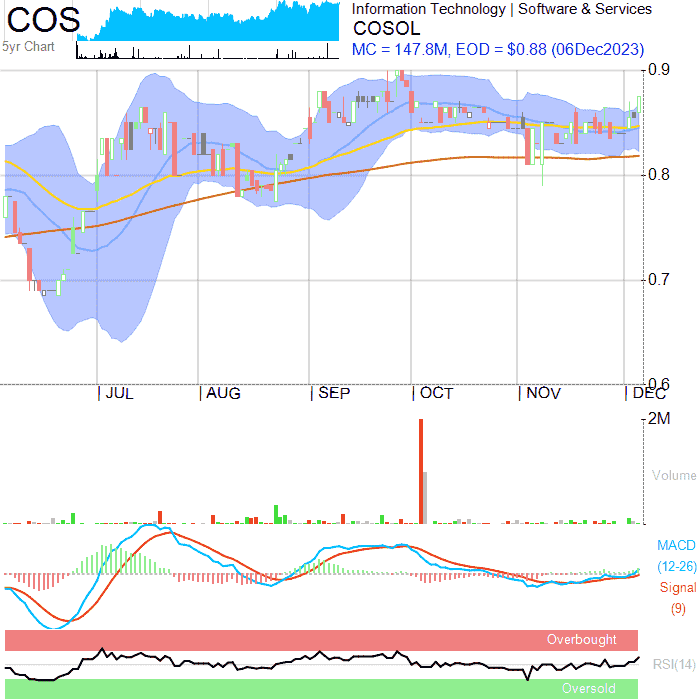 COS
5yr Chart
Information Technology | Software & Services
COSOL
MC = 147.8M, EOD = $0.88 (06Dec2023)
0.9
0.8
0.7
0.6
JUL AUG SEP OCT NOV DEC
2M
Volume
MACD
(12-26)
Signal
(9)
Overbought
RSI(14)
Oversold